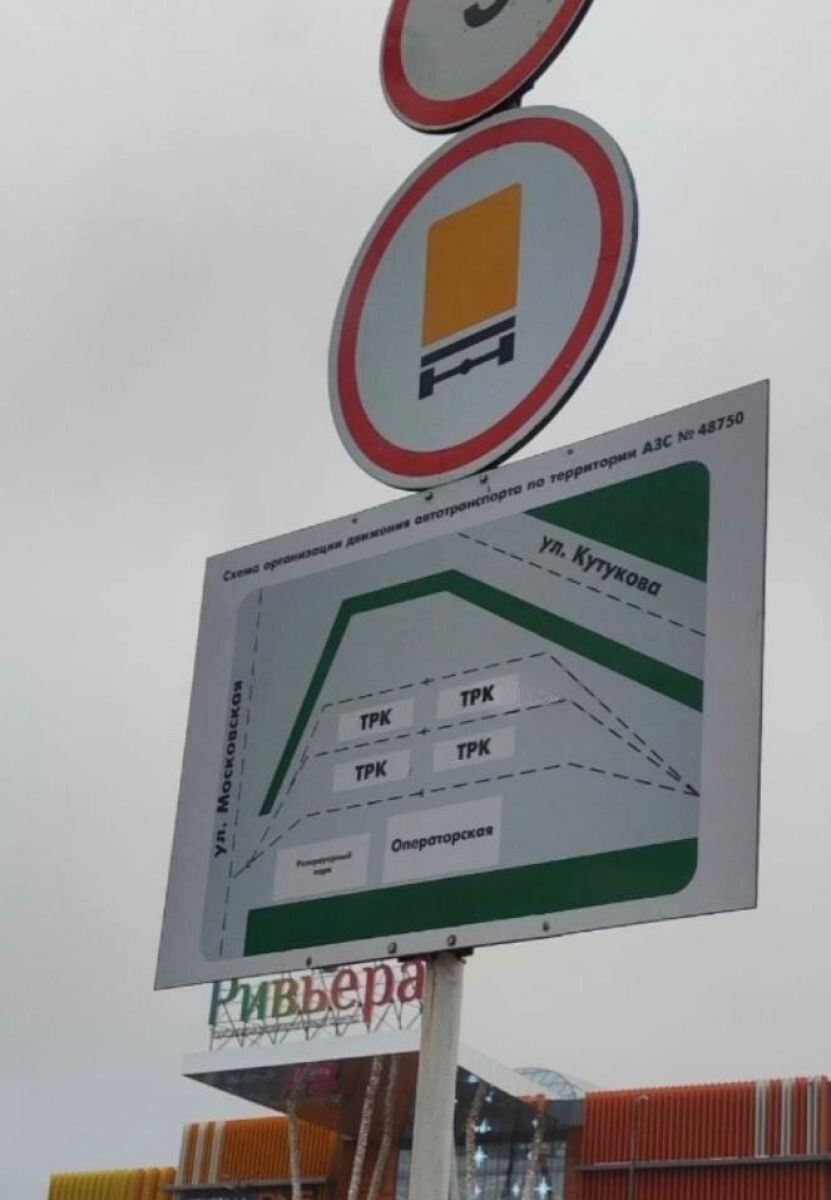 5
Схема организации движения автотранспорта по территории АЗС № 48750
ул. Кутукова
ул. Московская
ТРК
ТРК
ТРК
ТРК
Операторская
Резервуарный
парк
Ривьера